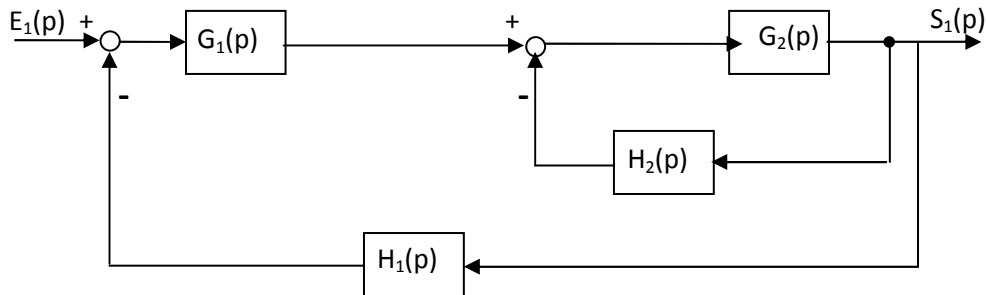 E₁(p) + G₁(p) + G₂(p) S₁(p)
- -
H₂(p)
H₁(p)